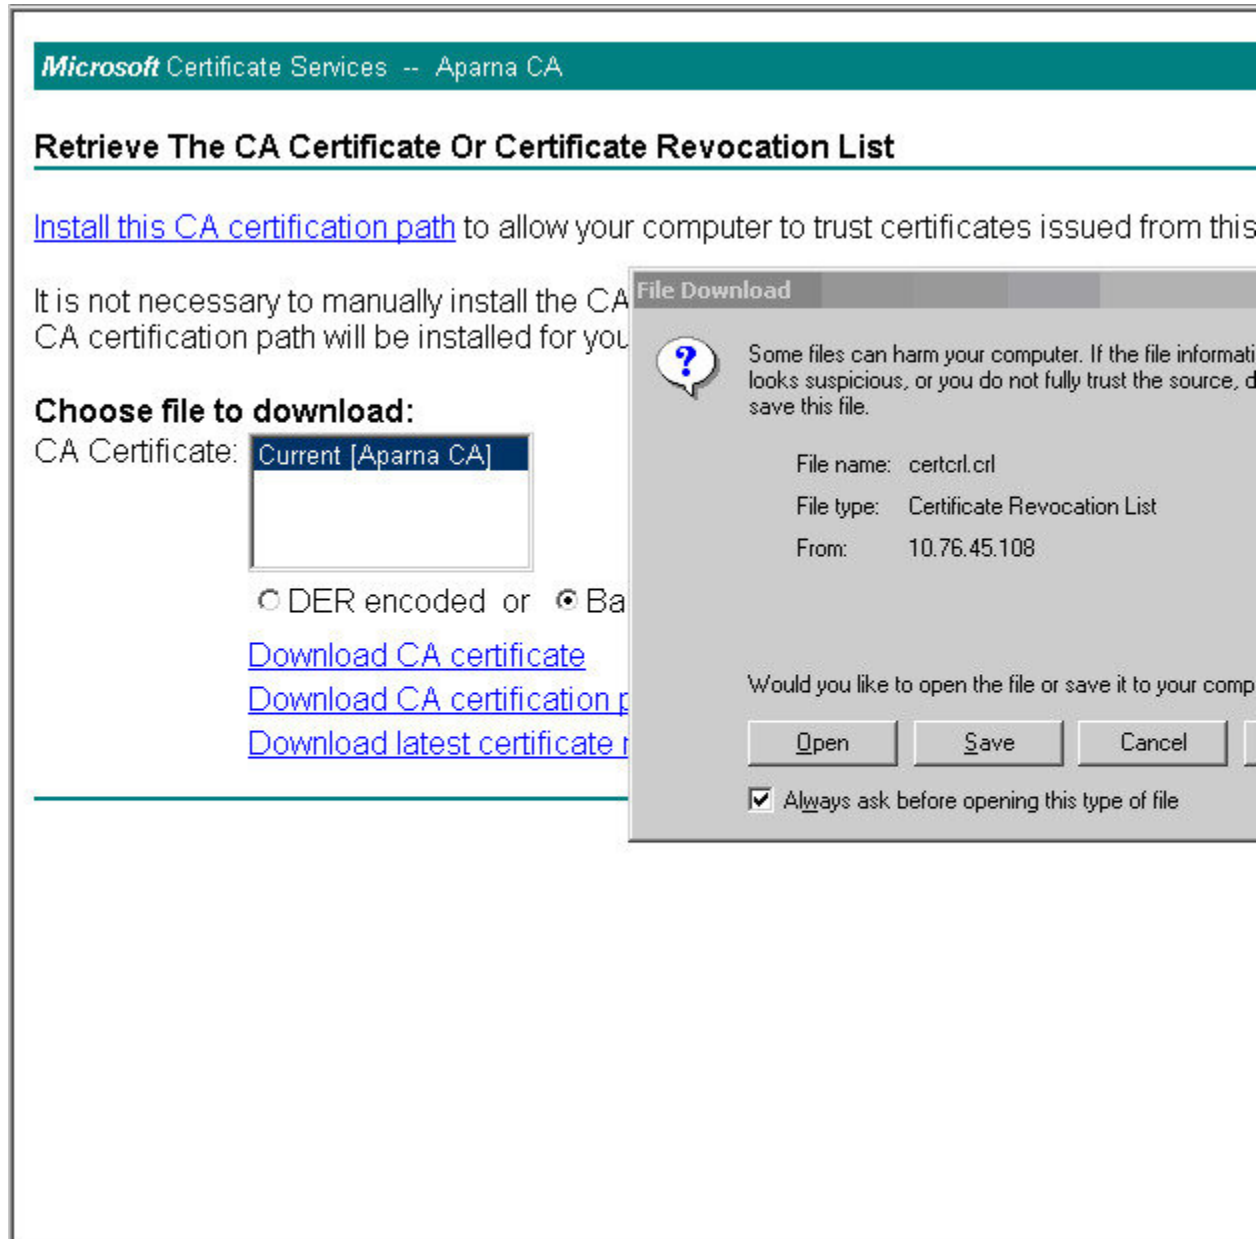 Microsoft Certificate Services -- Aparna CA
Retrieve The CA Certificate Or Certificate Revocation List
Install this CA certification path to allow your computer to trust certificates issued from this
It is not necessary to manually install the CA
CA certification path will be installed for you
Choose file to download:
CA Certificate: Current [Aparna CA]
DER encoded or Ba
Download CA certificate
Download CA certification p
Download latest certificate r
File Download
Some files can harm your computer. If the file informati
looks suspicious, or you do not fully trust the source, d
save this file.
File name: certcrl.crl
File type: Certificate Revocation List
From: 10.76.45.108
Would you like to open the file or save it to your comp
Open Save Cancel
Always ask before opening this type of file